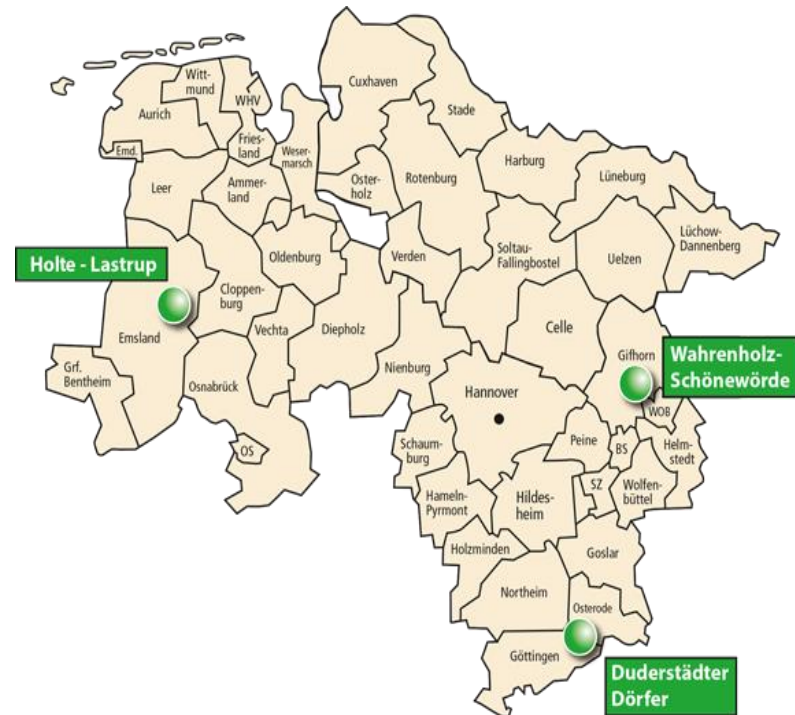 Cuxhaven
Witt-
mund
WHV
Stade
Aurich
Fries-
land
Weser-
marsch
Emd.
Harburg
Leer
Ammer-
land
Oster-
holz
Rotenburg
Lüneburg
Lüchow-
Dannenberg
Holte - Lastrup
Oldenburg
Verden
Soltau-
Fallingbostel
Uelzen
Cloppen-
burg
Emsland
Vechta
Diepholz
Celle
Gifhorn
Wahrenholz-
Schönewörde
Grf.
Bentheim
Osnabrück
Nienburg
Hannover
WOB
OS
Schaum-
burg
Peine
BS
Helm-
stedt
SZ
Wolfen-
büttel
Hameln-
Pyrmont
Hildes-
heim
Holzminden
Goslar
Northeim
Osterode
Göttingen
Duderstädter
Dörfer